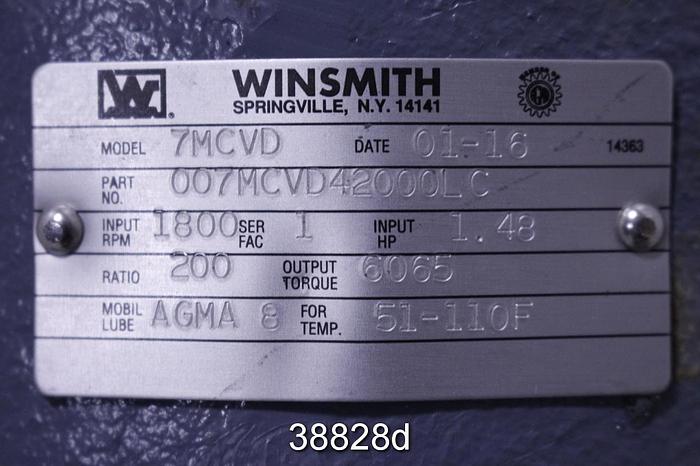 W.
WINSMITH
SPRINGVILLE, N.Y. 14141
MODEL 7MCVD DATE 01-16 14363
PART NO. 007MCVD42000LC
INPUT RPM 1800 SER FAC 1 INPUT HP 1.48
RATIO 200 OUTPUT TORQUE 6065
MOBIL LUBE AGMA 8 FOR TEMP. 51-110F
38828d